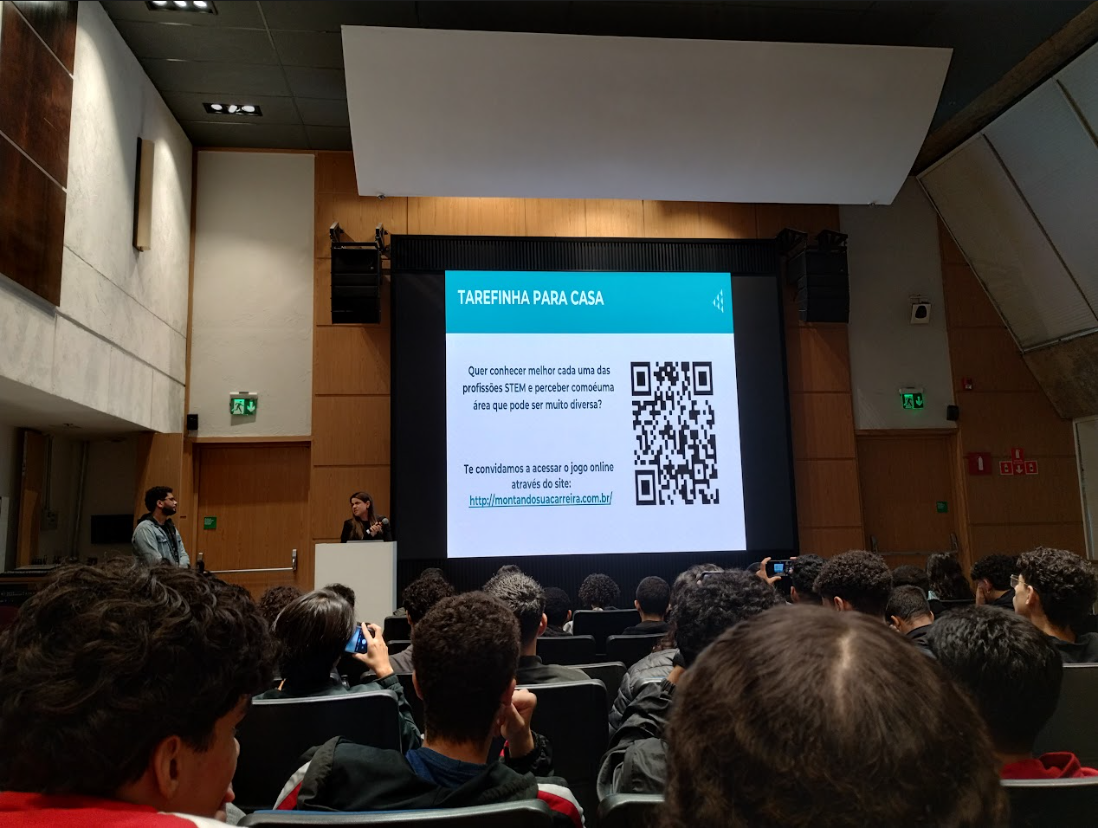 TAREFINHA PARA CASA
Quer conhecer melhor cada uma das
profissões STEM e perceber comoéuma
área que pode ser muito diversa?
Te convidamos a acessar o jogo online
através do site:
http://montandosuacarreira.com.br/